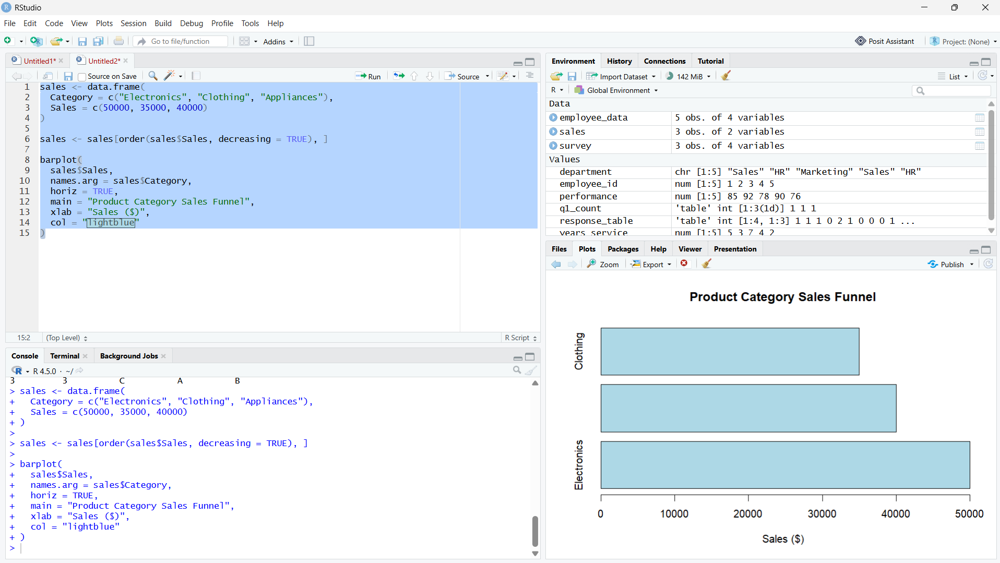 RStudio
File Edit Code View Plots Session Build Debug Profile Tools Help
Go to file/function Addins Posit Assistant Project: (None)
Untitled1* Untitled2*
Source on Save Run Source
1 sales <- data.frame(
2   Category = c("Electronics", "Clothing", "Appliances"),
3   Sales = c(50000, 35000, 40000)
4 )
5
6 sales <- sales[order(sales$Sales, decreasing = TRUE), ]
7
8 barplot(
9   sales$Sales,
10   names.arg = sales$Category,
11   horiz = TRUE,
12   main = "Product Category Sales Funnel",
13   xlab = "Sales ($)",
14   col = "lightblue"
15 )
15:2 (Top Level) R Script
Console Terminal Background Jobs
R R 4.5.0 · ~/
3 3 C A B
> sales <- data.frame(
+   Category = c("Electronics", "Clothing", "Appliances"),
+   Sales = c(50000, 35000, 40000)
+ )
>
> sales <- sales[order(sales$Sales, decreasing = TRUE), ]
>
> barplot(
+   sales$Sales,
+   names.arg = sales$Category,
+   horiz = TRUE,
+   main = "Product Category Sales Funnel",
+   xlab = "Sales ($)",
+   col = "lightblue"
+ )
>
Environment History Connections Tutorial
Import Dataset 142 MiB List
R Global Environment
Data
employee_data 5 obs. of 4 variables
sales 3 obs. of 2 variables
survey 3 obs. of 4 variables
Values
department chr [1:5] "Sales" "HR" "Marketing" "Sales" "HR"
employee_id num [1:5] 1 2 3 4 5
performance num [1:5] 85 92 78 90 76
q1_count 'table' int [1:3(1d)] 1 1 1
response_table 'table' int [1:4, 1:3] 1 1 1 0 2 1 0 0 0 1 ...
years_service num [1:5] 5 3 7 4 2
Files Plots Packages Help Viewer Presentation
Zoom Export Publish
Product Category Sales Funnel
Clothing
Electronics
0 10000 20000 30000 40000 50000
Sales ($)